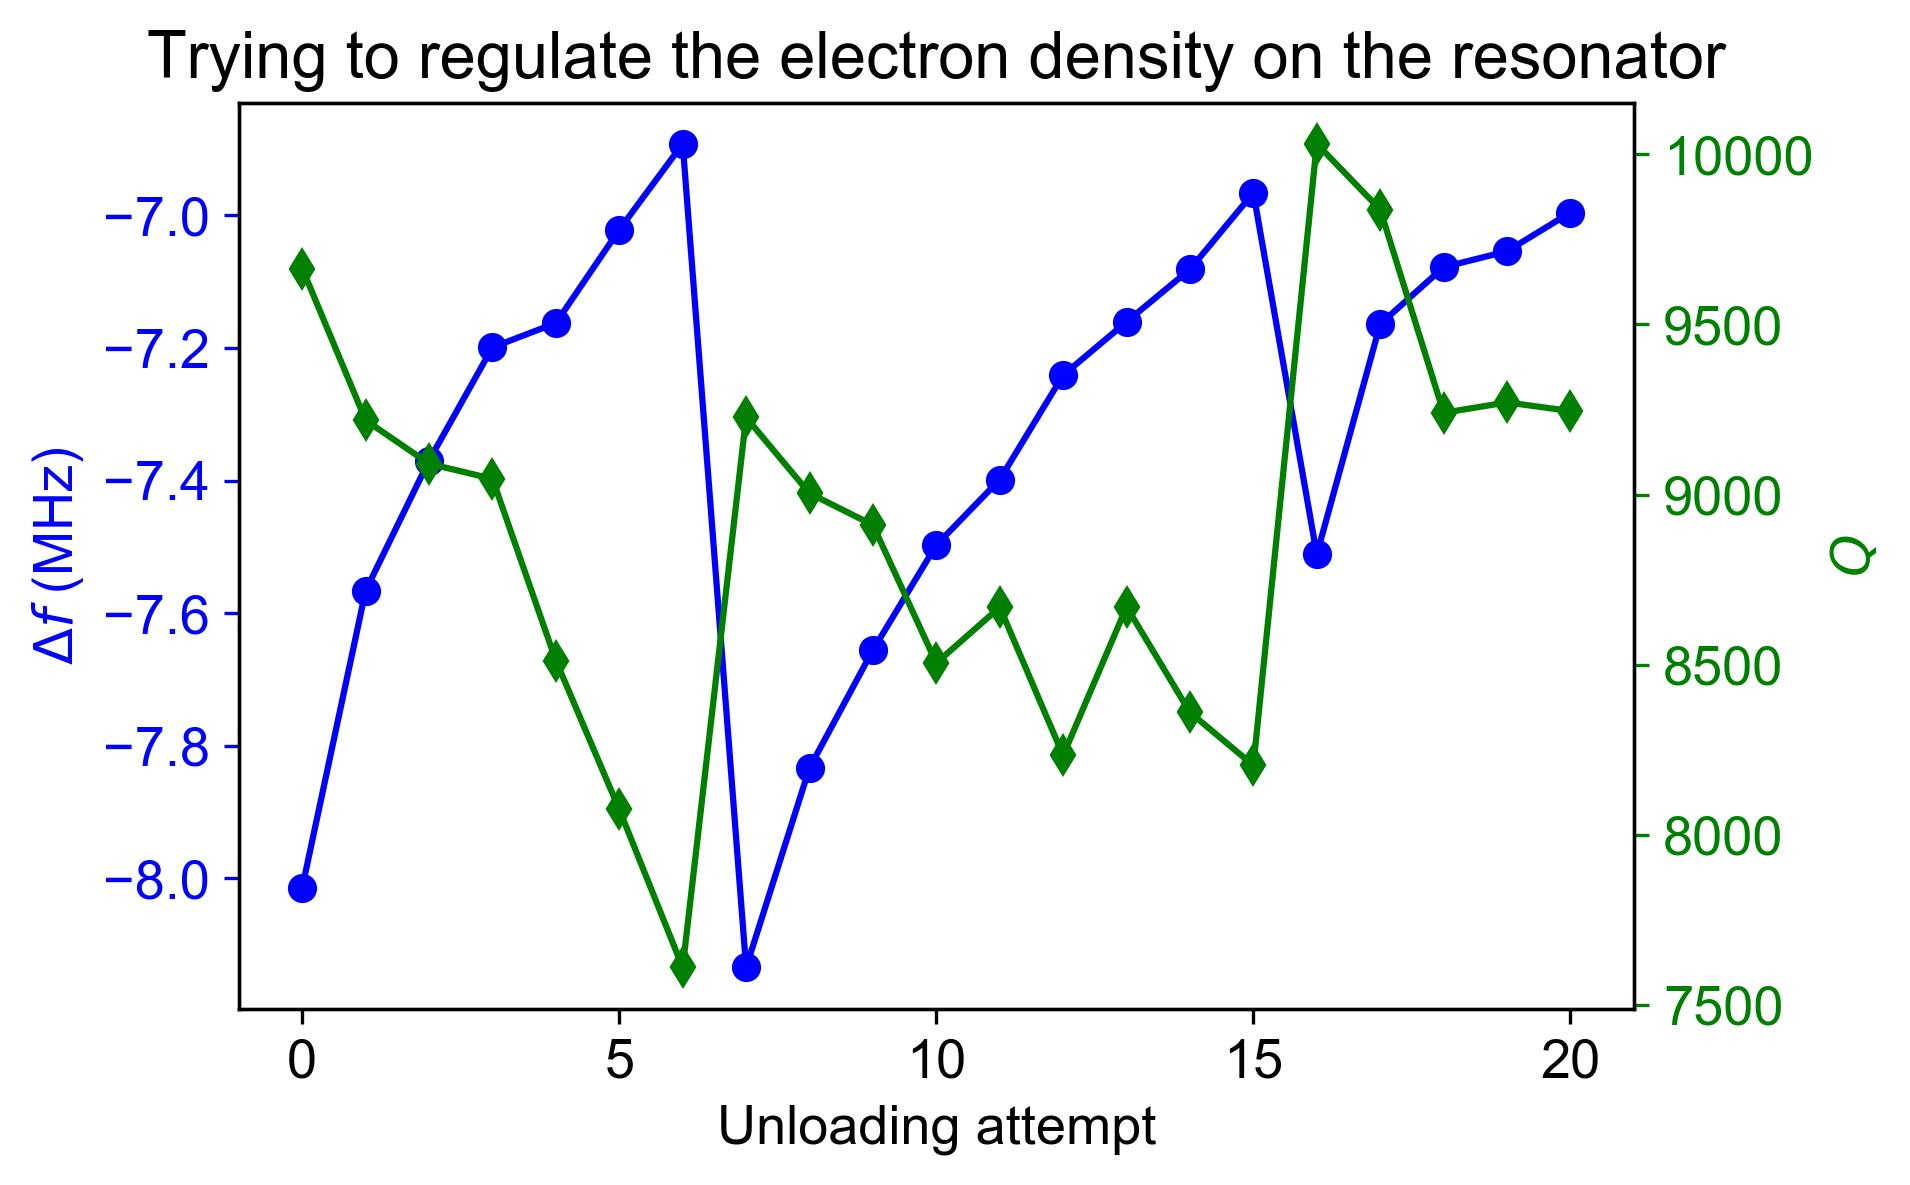 Trying to regulate the electron density on the resonator
−7.0
−7.2
−7.4
−7.6
−7.8
−8.0
Δf (MHz)
10000
9500
9000
8500
8000
7500
Q
0 5 10 15 20
Unloading attempt